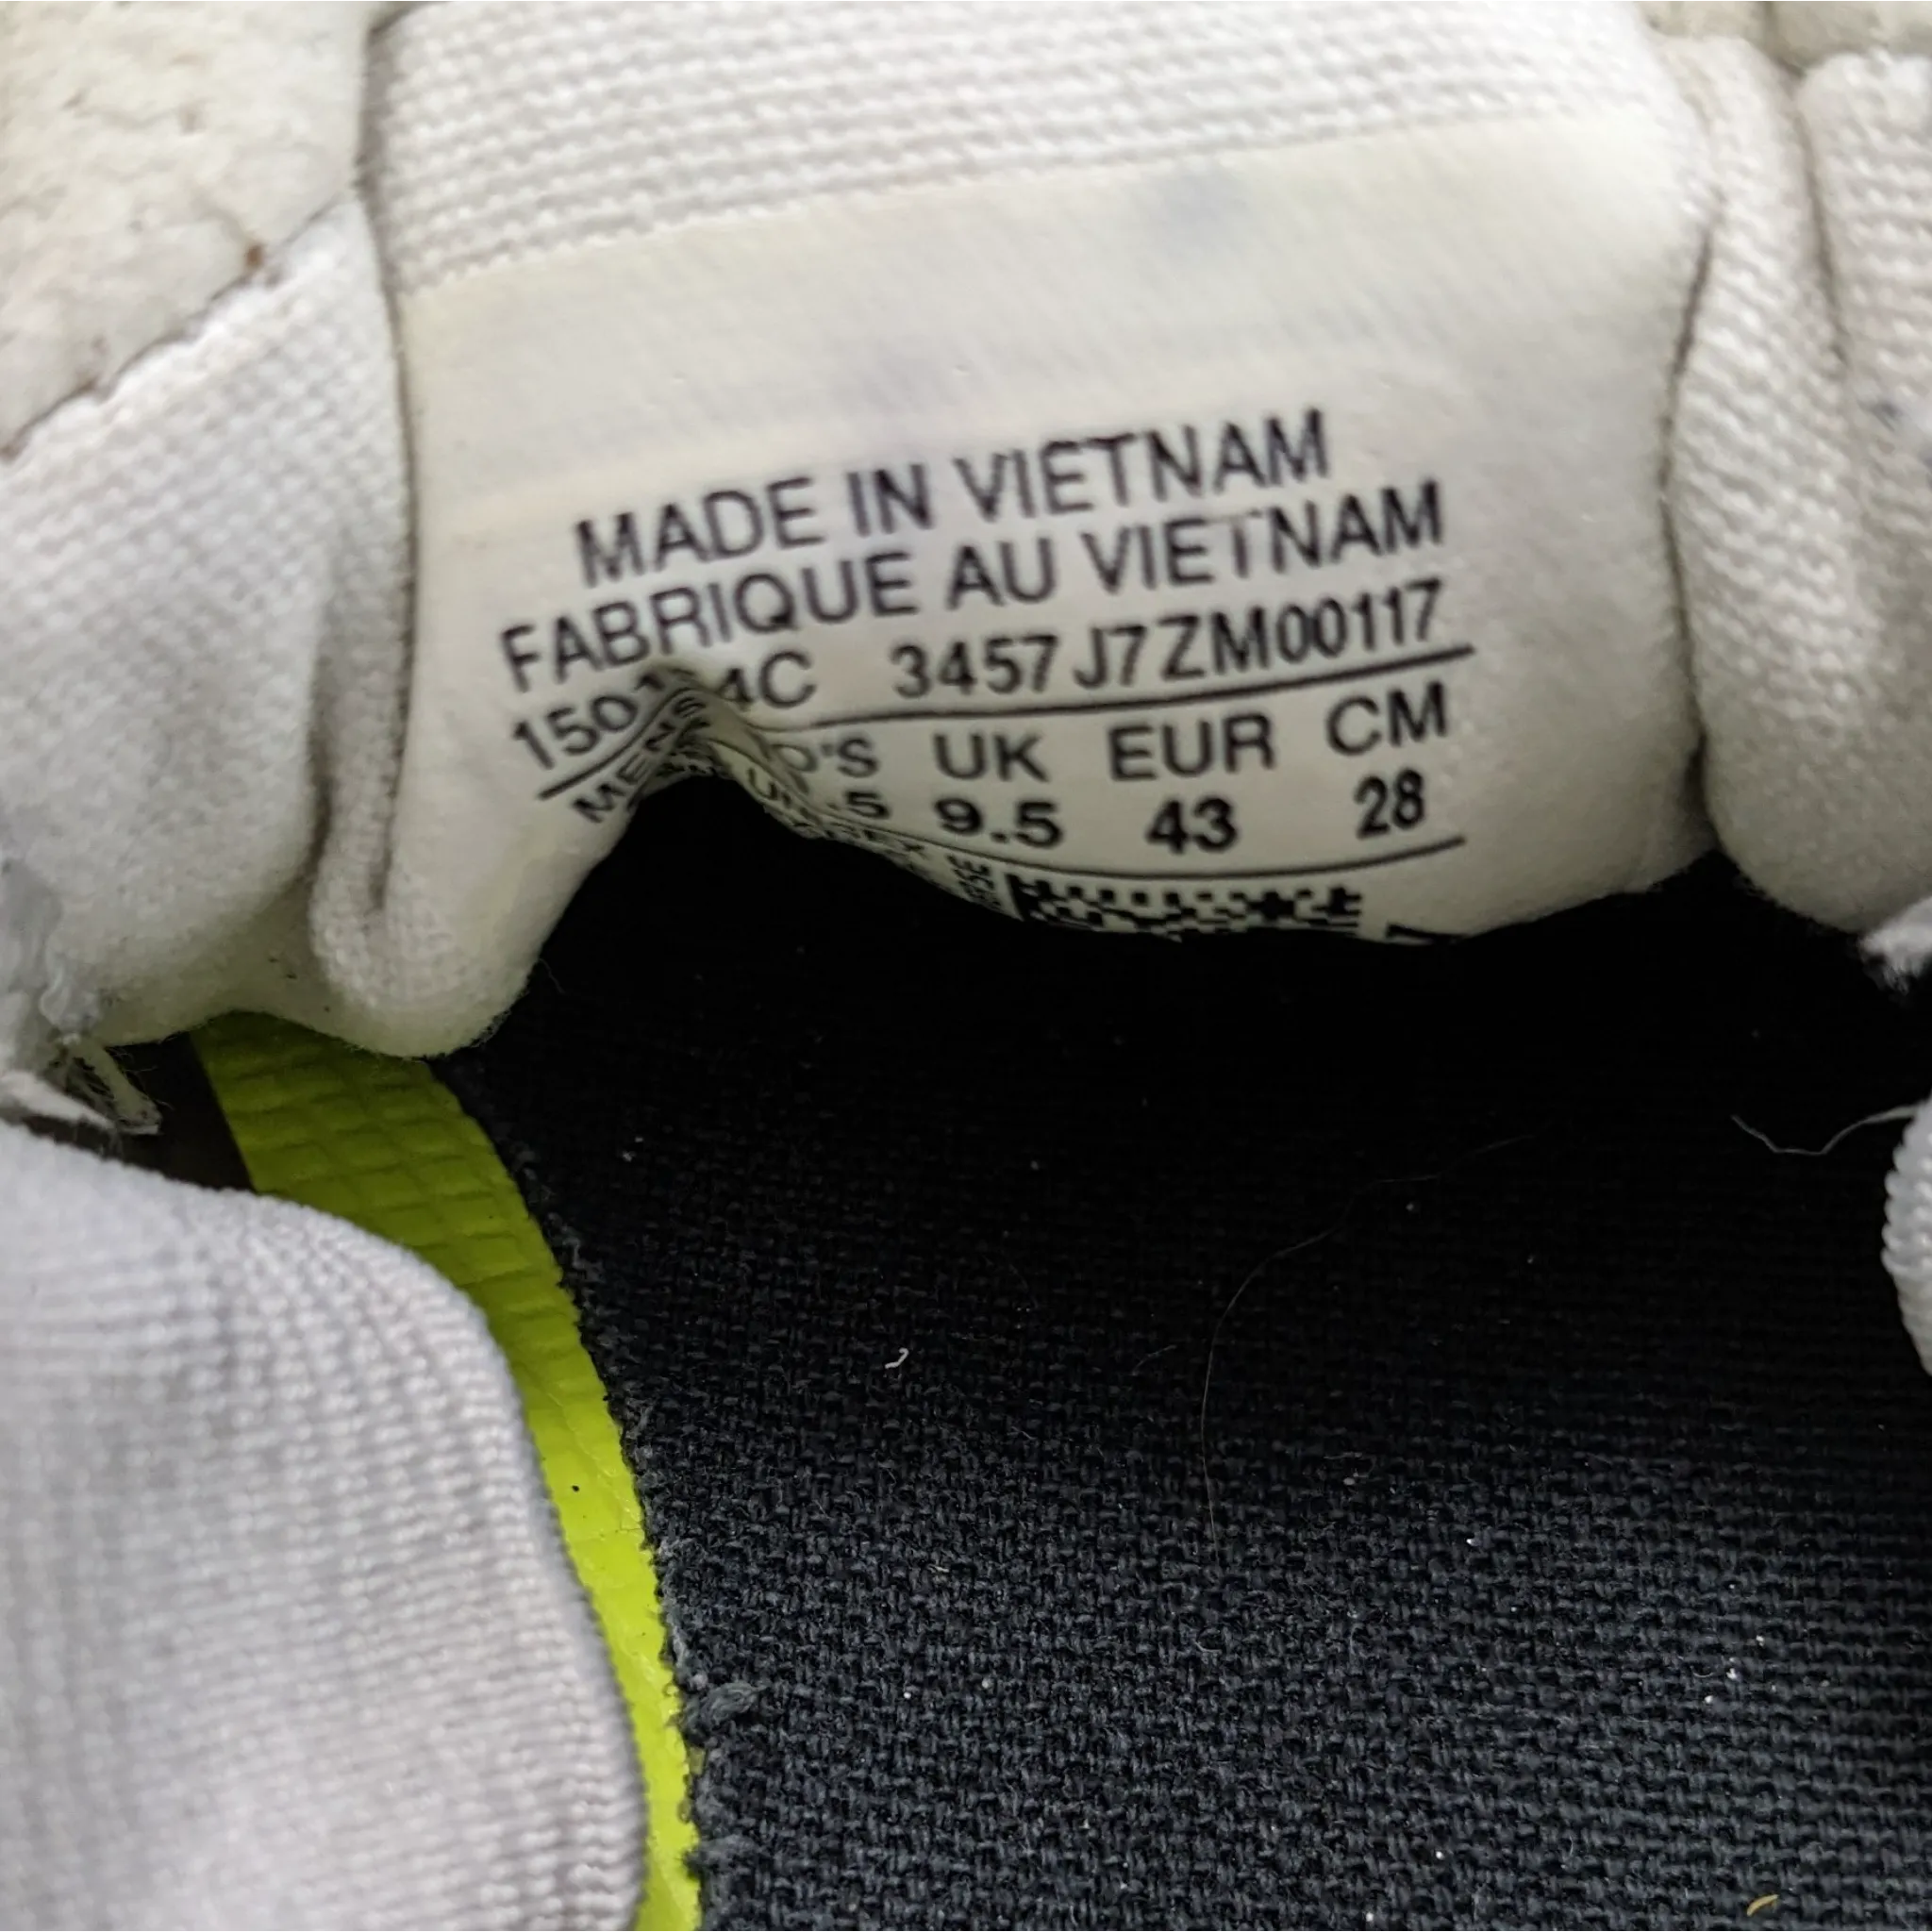 MADE IN VIETNAM
FABRIQUE AU VIETNAM
3457 J7ZM00117
UK EUR CM
9.5 43 28